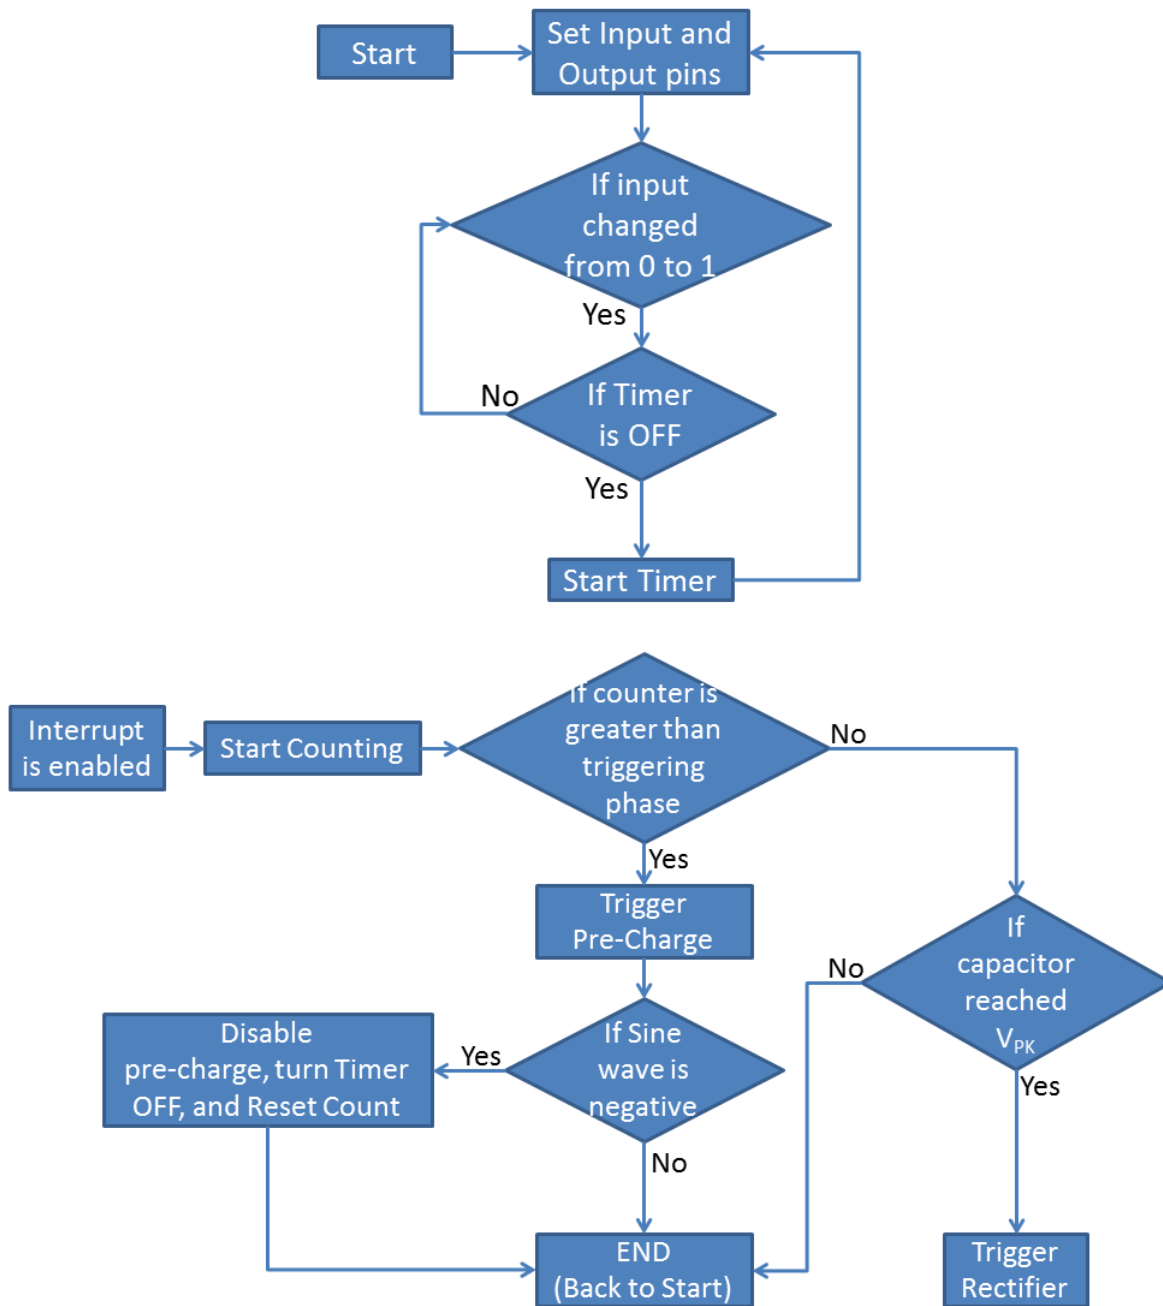 Start
Set Input and
Output pins
If input
changed
from 0 to 1
Yes
No
If Timer
is OFF
Yes
Start Timer
Interrupt
is enabled
Start Counting
If counter is
greater than
triggering
phase
No
Yes
Trigger
Pre-Charge
If
capacitor
reached
V_PK
No
Yes
If Sine
wave is
negative
Yes
No
Disable
pre-charge, turn Timer
OFF, and Reset Count
END
(Back to Start)
Trigger
Rectifier